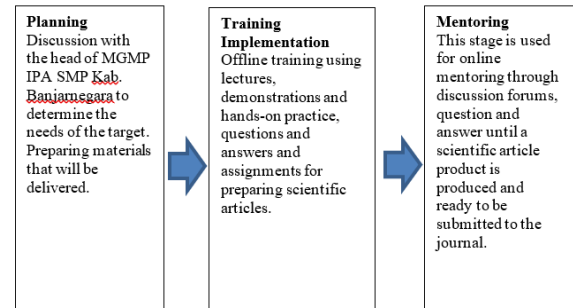 Planning
Discussion with
the head of MGMP
IPA SMP Kab.
Banjarnegara to
determine the
needs of the target.
Preparing materials
that will be
delivered.
Training
Implementation
Offline training using
lectures,
demonstrations and
hands-on practice,
questions and
answers and
assignments for
preparing scientific
articles.
Mentoring
This stage is used
for online
mentoring through
discussion forums,
question and
answer until a
scientific article
product is
produced and
ready to be
submitted to the
journal.